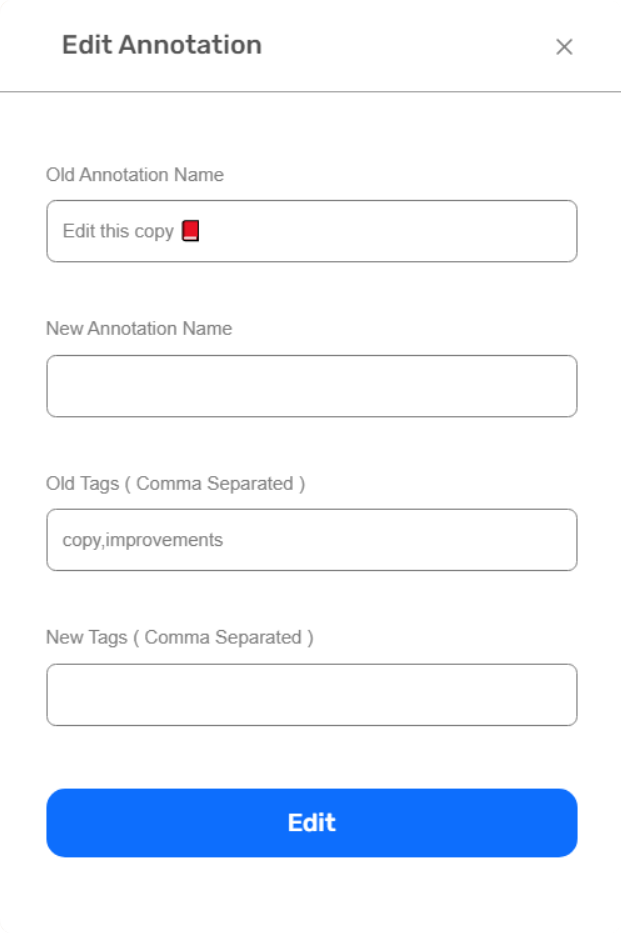 Edit Annotation
Old Annotation Name
Edit this copy 📕
New Annotation Name
Old Tags ( Comma Separated )
copy,improvements
New Tags ( Comma Separated )
Edit